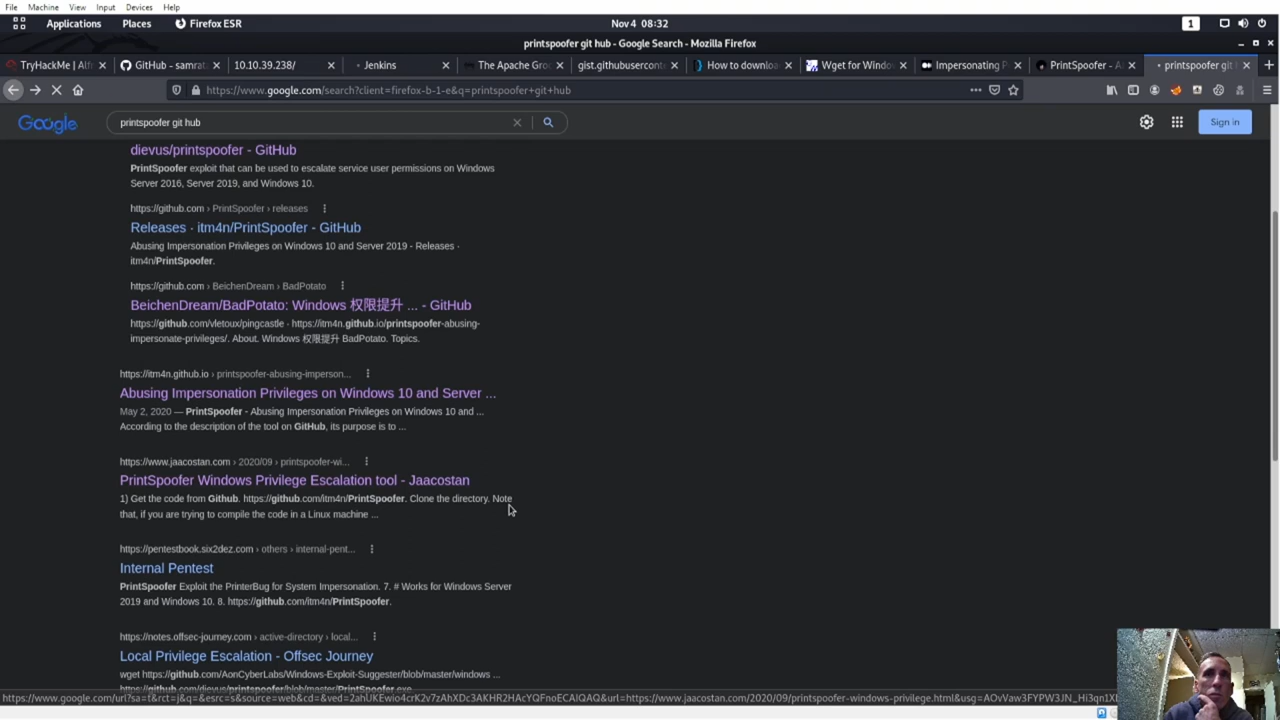 File Machine View Input Devices Help
Applications Places Firefox ESR Nov 4 08:32 1
printspoofer git hub - Google Search - Mozilla Firefox
TryHackMe | Alf GitHub - samrat 10.10.39.238/ Jenkins The Apache Gro gist.githubuserconte How to downloa Wget for Window Impersonating P PrintSpoofer - A printspoofer git
https://www.google.com/search?client=firefox-b-1-e&q=printspoofer+git+hub
Google printspoofer git hub Sign in
dievus/printspoofer - GitHub
PrintSpoofer exploit that can be used to escalate service user permissions on Windows
Server 2016, Server 2019, and Windows 10.
https://github.com › PrintSpoofer › releases
Releases · itm4n/PrintSpoofer - GitHub
Abusing Impersonation Privileges on Windows 10 and Server 2019 - Releases ·
itm4n/PrintSpoofer.
https://github.com › BeichenDream › BadPotato
BeichenDream/BadPotato: Windows 权限提升 ... - GitHub
https://github.com/vletoux/pingcastle · https://itm4n.github.io/printspoofer-abusing-
impersonate-privileges/. About. Windows 权限提升 BadPotato. Topics.
https://itm4n.github.io › printspoofer-abusing-imperson...
Abusing Impersonation Privileges on Windows 10 and Server ...
May 2, 2020 — PrintSpoofer - Abusing Impersonation Privileges on Windows 10 and ...
According to the description of the tool on GitHub, its purpose is to ...
https://www.jaacostan.com › 2020/09 › printspoofer-wi...
PrintSpoofer Windows Privilege Escalation tool - Jaacostan
1) Get the code from Github. https://github.com/itm4n/PrintSpoofer. Clone the directory. Note
that, if you are trying to compile the code in a Linux machine ...
https://pentestbook.six2dez.com › others › internal-pent...
Internal Pentest
PrintSpoofer Exploit the PrinterBug for System Impersonation. 7. # Works for Windows Server
2019 and Windows 10. 8. https://github.com/itm4n/PrintSpoofer.
https://notes.offsec-journey.com › active-directory › local...
Local Privilege Escalation - Offsec Journey
wget https://github.com/AonCyberLabs/Windows-Exploit-Suggester/blob/master/windows ...
https://github.com/dievus/printspoofer/blob/master/PrintSpoofer.exe